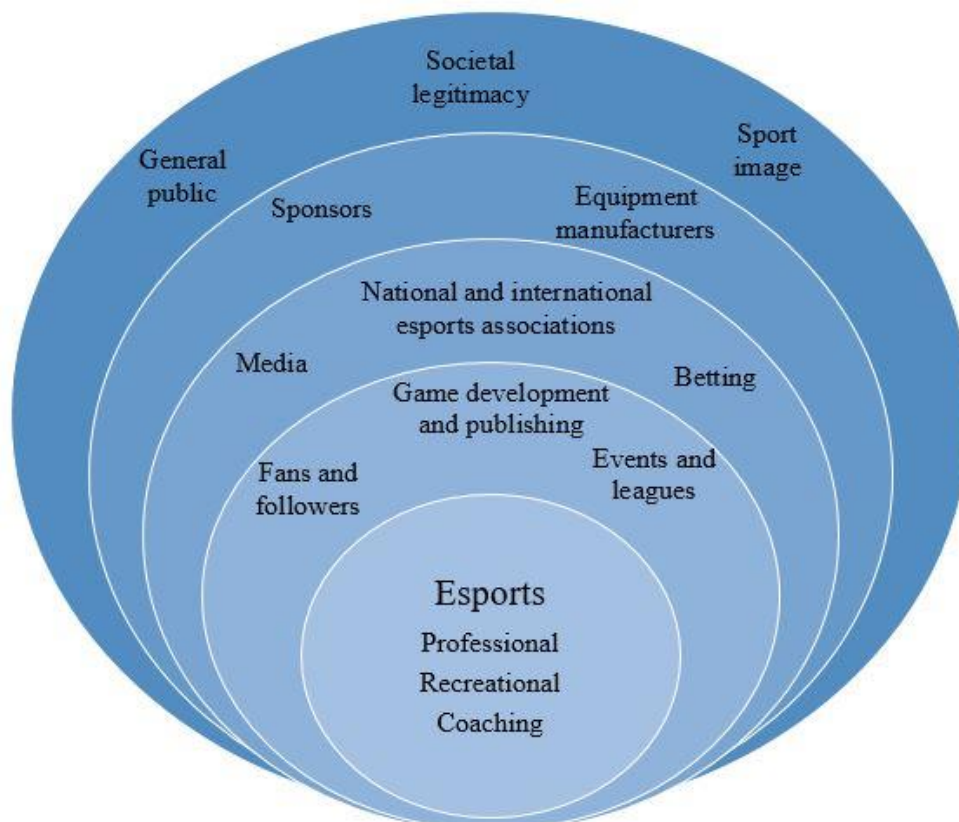 Societal
legitimacy
General
public
Sport
image
Sponsors
Equipment
manufacturers
National and international
esports associations
Media
Betting
Game development
and publishing
Fans and
followers
Events and
leagues
Esports
Professional
Recreational
Coaching